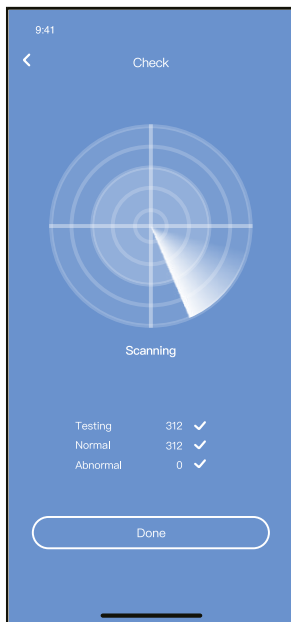 9:41
Check
Scanning
Testing 312
Normal 312
Abnormal 0
Done